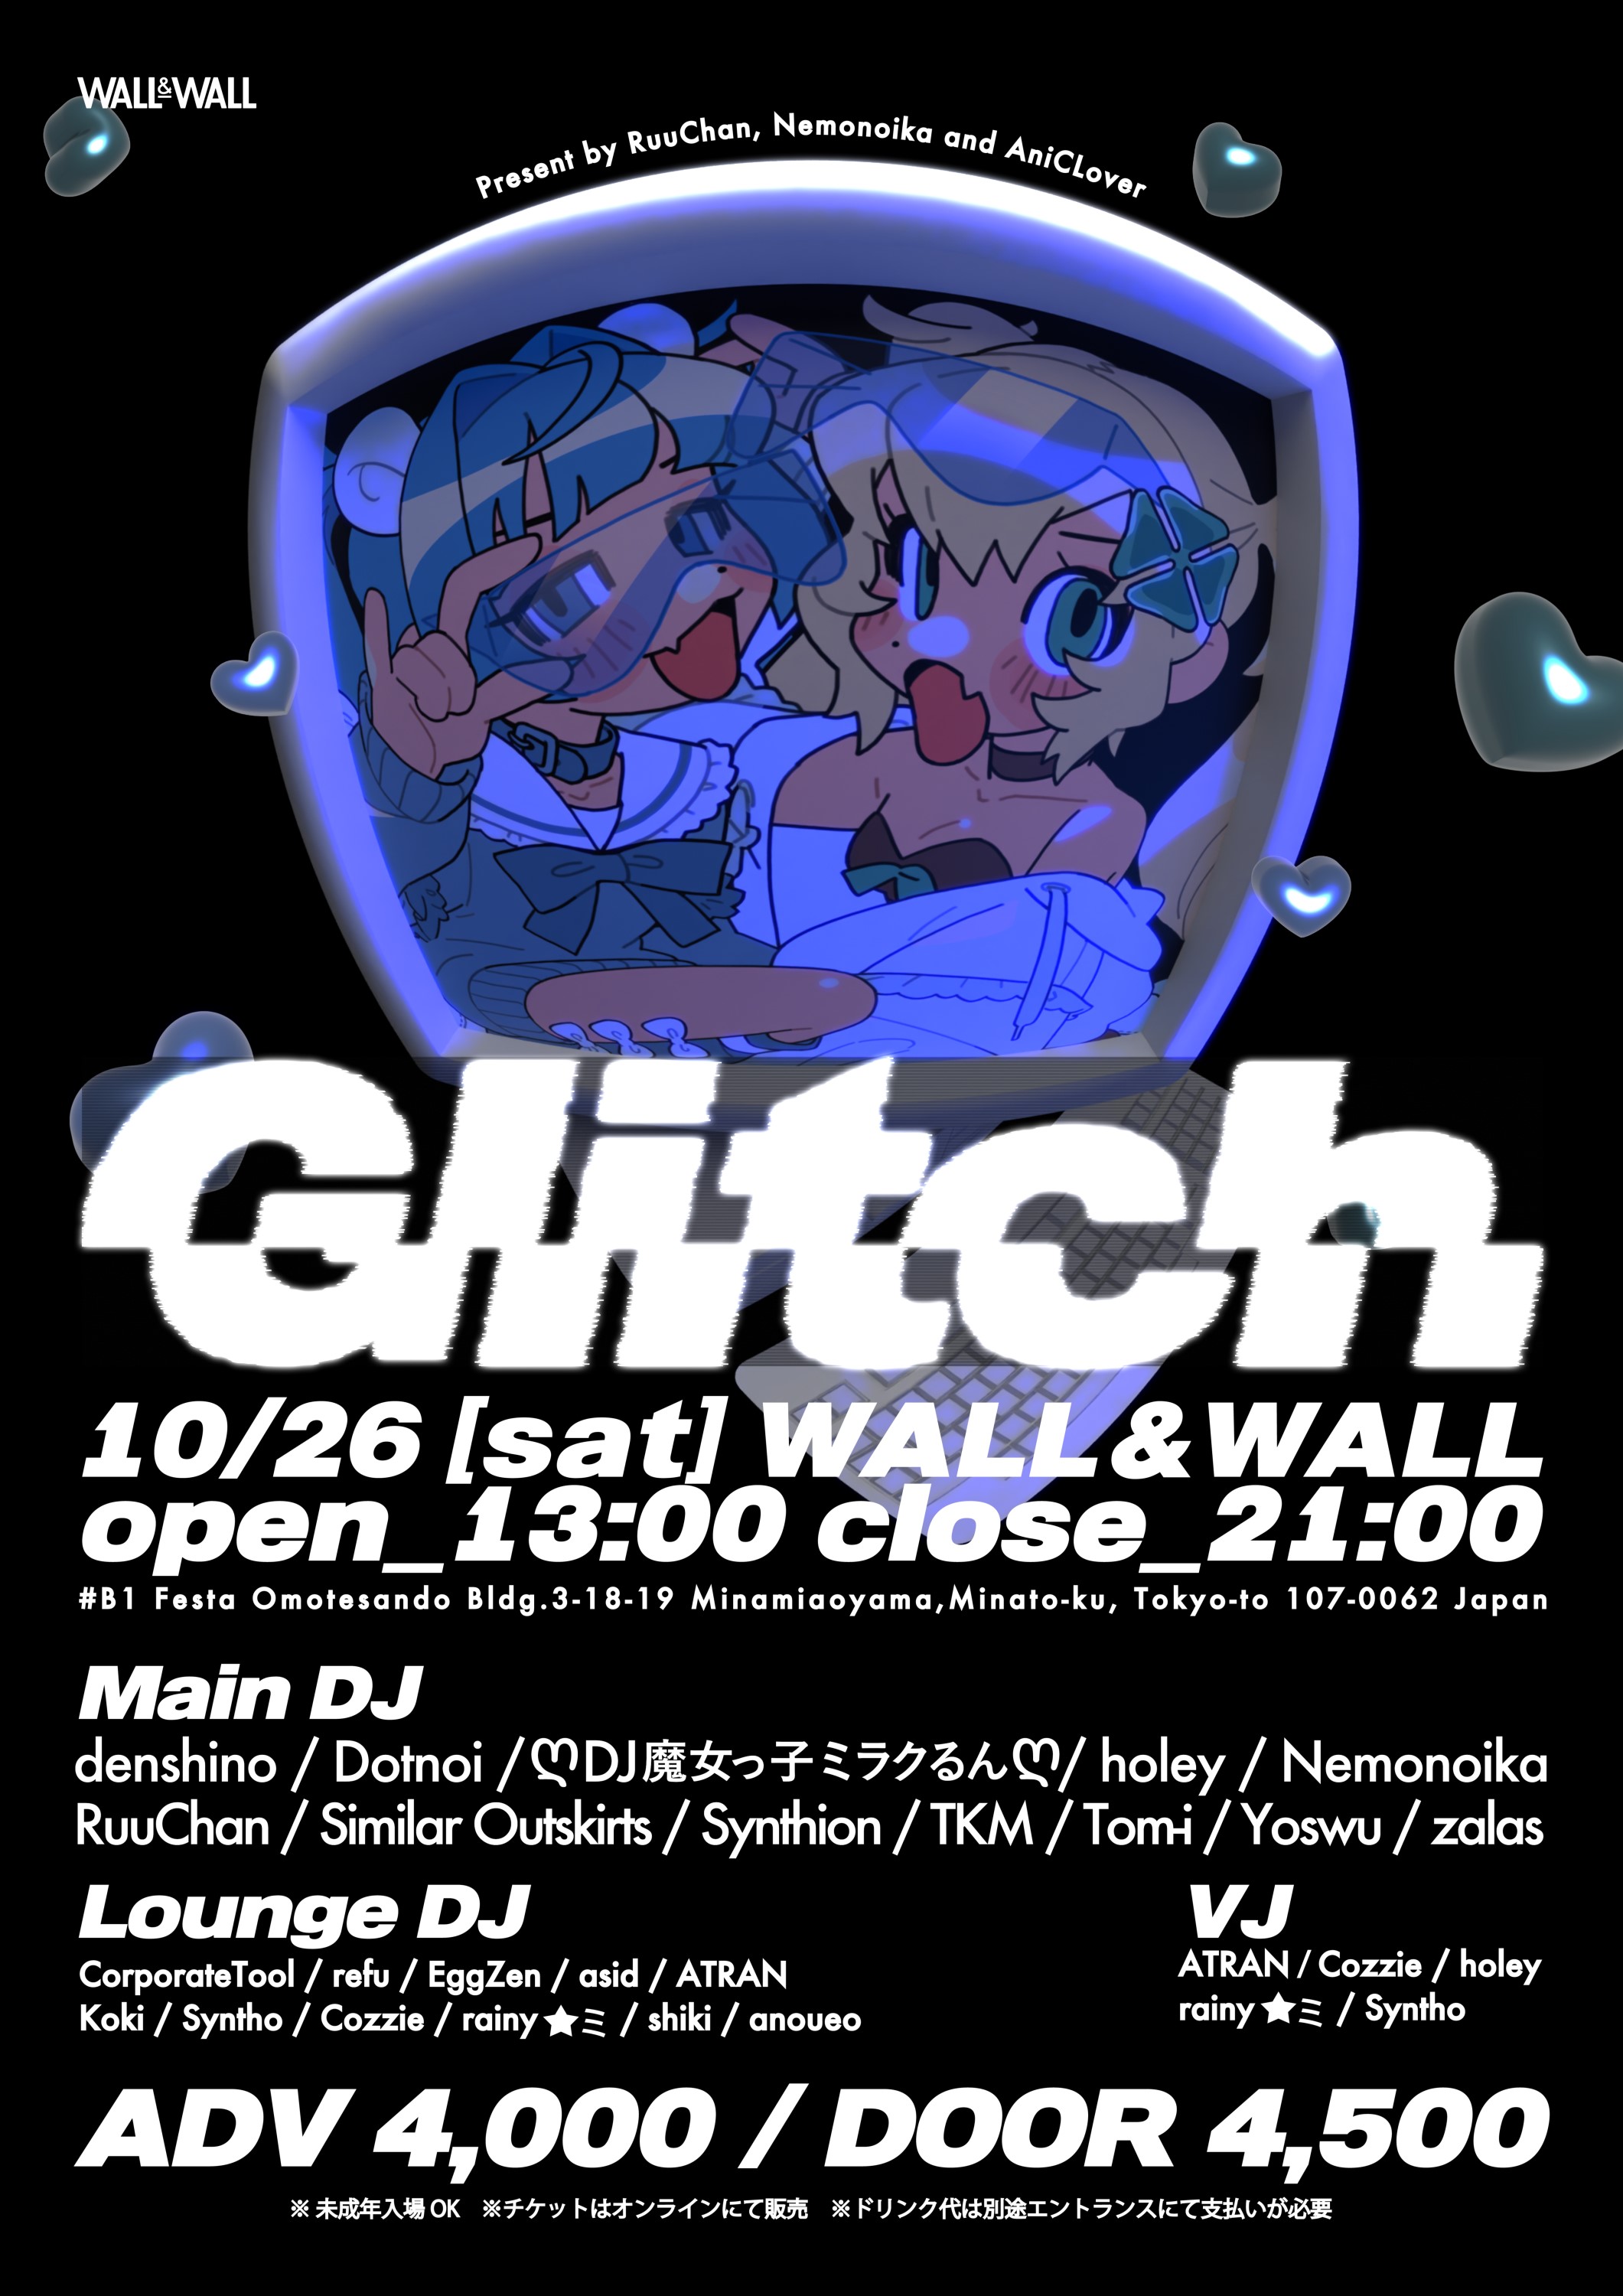 WALL&WALL
Present by RuuChan, Nemonoika and AniCLover
Glitch
10/26 [sat] WALL&WALL
open_13:00 close_21:00
#B1 Festa Omotesando Bldg.3-18-19 Minamiaoyama,Minato-ku, Tokyo-to 107-0062 Japan
Main DJ
denshino / Dotnoi /ღDJ魔女っ子ミラクるんღ/ holey / Nemonoika
RuuChan / Similar Outskirts / Synthion / TKM / Tom-i / Yoswu / zalas
Lounge DJ
CorporateTool / refu / EggZen / asid / ATRAN
Koki / Syntho / Cozzie / rainy★ミ / shiki / anoueo
VJ
ATRAN / Cozzie / holey
rainy★ミ / Syntho
ADV 4,000 / DOOR 4,500
※未成年入場 OK ※チケットはオンラインにて販売 ※ドリンク代は別途エントランスにて支払いが必要